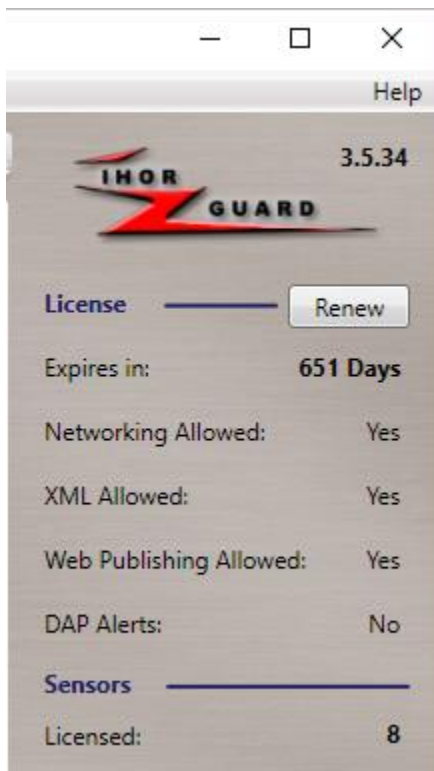 Help
3.5.34
THOR
GUARD
License Renew
Expires in: 651 Days
Networking Allowed: Yes
XML Allowed: Yes
Web Publishing Allowed: Yes
DAP Alerts: No
Sensors
Licensed: 8